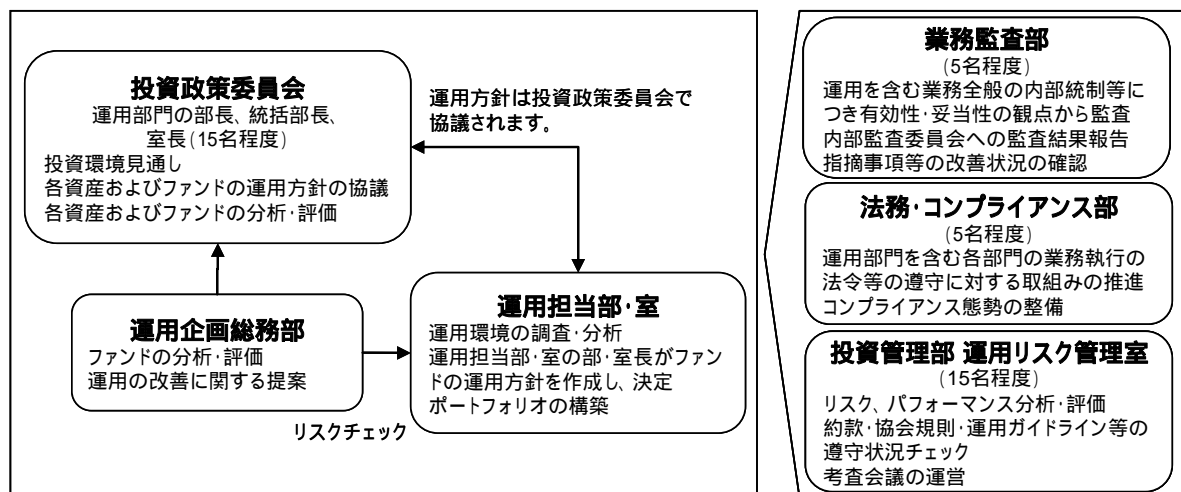 投資政策委員会
運用部門の部長、統括部長、
室長(15名程度)
投資環境見通し
各資産およびファンドの運用方針の協議
各資産およびファンドの分析・評価
運用方針は投資政策委員会で
協議されます。
運用企画総務部
ファンドの分析・評価
運用の改善に関する提案
運用担当部・室
運用環境の調査・分析
運用担当部・室の部・室長がファン
ドの運用方針を作成し、決定
ポートフォリオの構築
リスクチェック
業務監査部
(5名程度)
運用を含む業務全般の内部統制等に
つき有効性・妥当性の観点から監査
内部監査委員会への監査結果報告
指摘事項等の改善状況の確認
法務・コンプライアンス部
(5名程度)
運用部門を含む各部門の業務執行の
法令等の遵守に対する取組みの推進
コンプライアンス態勢の整備
投資管理部 運用リスク管理室
(15名程度)
リスク、パフォーマンス分析・評価
約款・協会規則・運用ガイドライン等の
遵守状況チェック
考査会議の運営